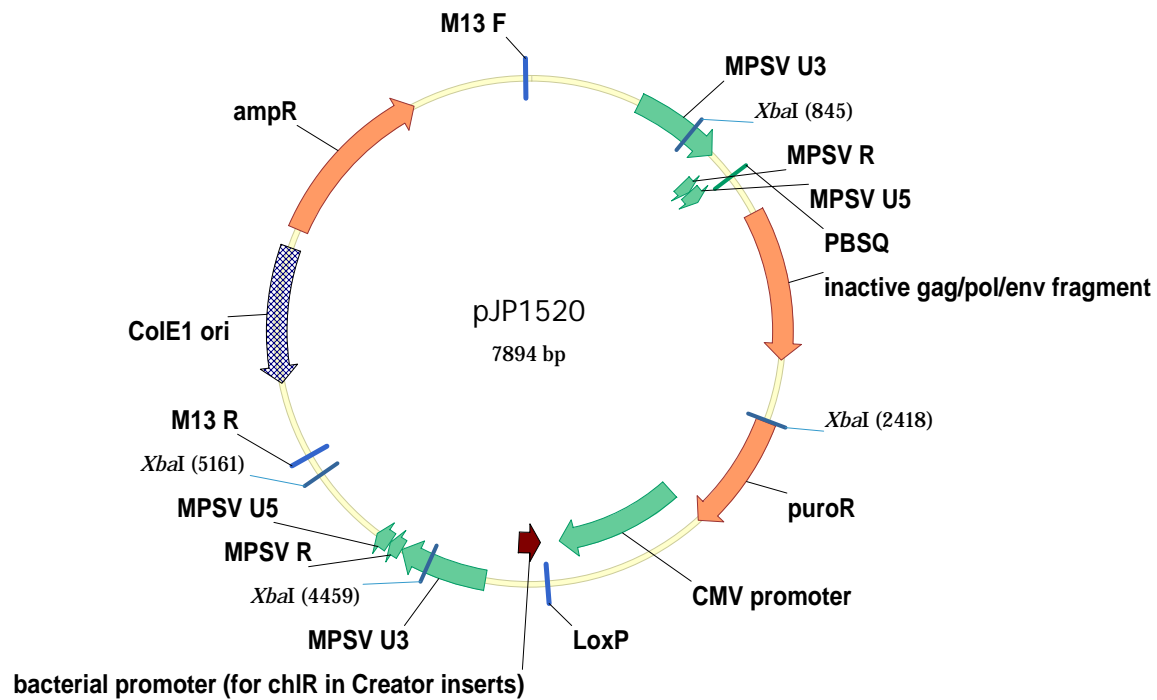 M13 F
MPSV U3
XbaI (845)
ampR
MPSV R
MPSV U5
PBSQ
inactive gag/pol/env fragment
pJP1520
7894 bp
ColE1 ori
XbaI (2418)
M13 R
XbaI (5161)
MPSV U5
puroR
MPSV R
XbaI (4459)
CMV promoter
MPSV U3
LoxP
bacterial promoter (for chlR in Creator inserts)